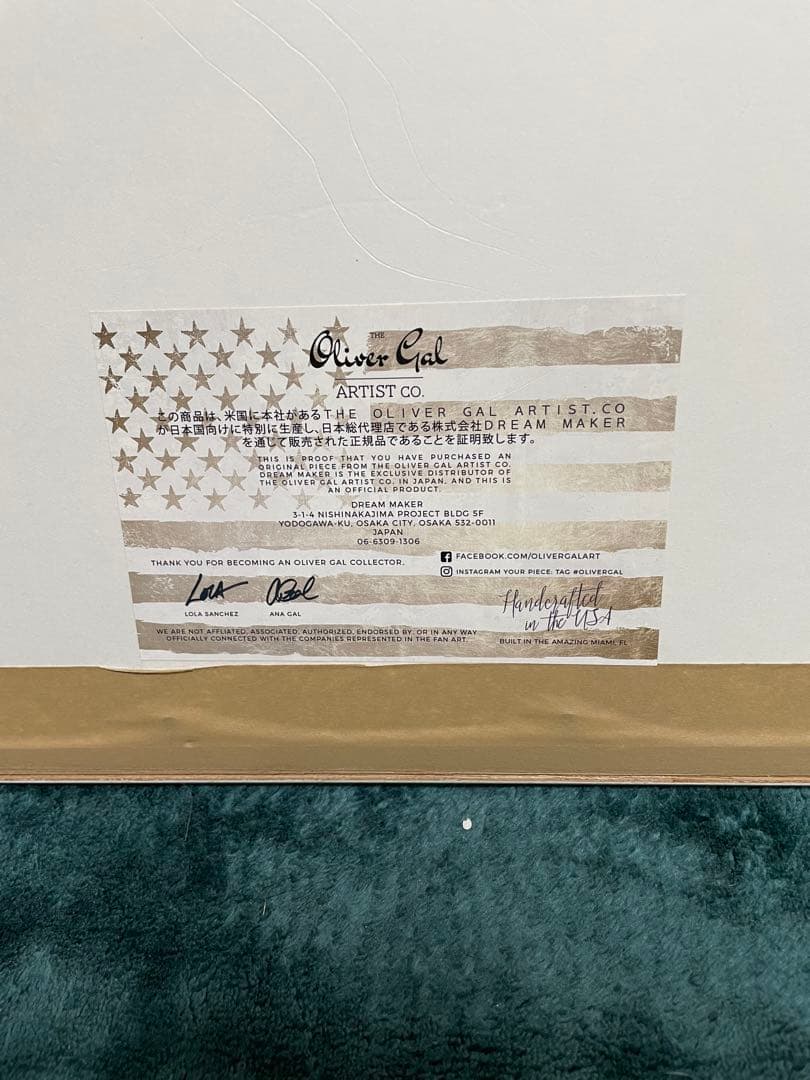 THE
Oliver Gal
ARTIST CO.
この商品は、米国に本社があるTHE OLIVER GAL ARTIST.CO
が日本国向けに特別に生産し、日本総代理店である株式会社DREAM MAKER
を通じて販売された正規品であることを証明致します。
THIS IS PROOF THAT YOU HAVE PURCHASED AN
ORIGINAL PIECE FROM THE OLIVER GAL ARTIST CO.
DREAM MAKER IS THE EXCLUSIVE DISTRIBUTOR OF
THE OLIVER GAL ARTIST CO. IN JAPAN, AND THIS IS
AN OFFICIAL PRODUCT.
DREAM MAKER
3-1-4 NISHINAKAJIMA PROJECT BLDG 5F
YODOGAWA-KU, OSAKA CITY, OSAKA 532-0011
JAPAN
06-6309-1306
THANK YOU FOR BECOMING AN OLIVER GAL COLLECTOR.
FACEBOOK.COM/OLIVERGALART
INSTAGRAM YOUR PIECE: TAG #OLIVERGAL
LOLA
LOLA SANCHEZ
ANA GAL
Handcrafted
in the USA
WE ARE NOT AFFILIATED, ASSOCIATED, AUTHORIZED, ENDORSED BY, OR IN ANY WAY
OFFICIALLY CONNECTED WITH THE COMPANIES REPRESENTED IN THE FAN ART.
BUILT IN THE AMAZING MIAMI, FL